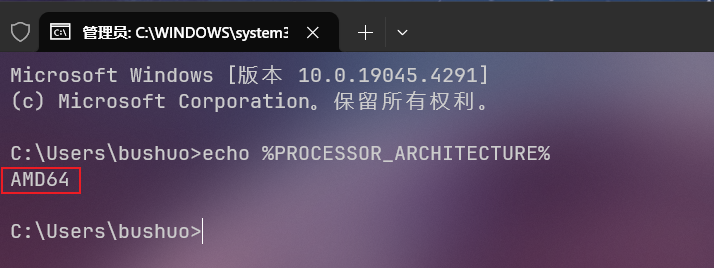 管理员: C:\WINDOWS\system3
Microsoft Windows [版本 10.0.19045.4291]
(c) Microsoft Corporation。保留所有权利。
C:\Users\bushuo>echo %PROCESSOR_ARCHITECTURE%
AMD64
C:\Users\bushuo>